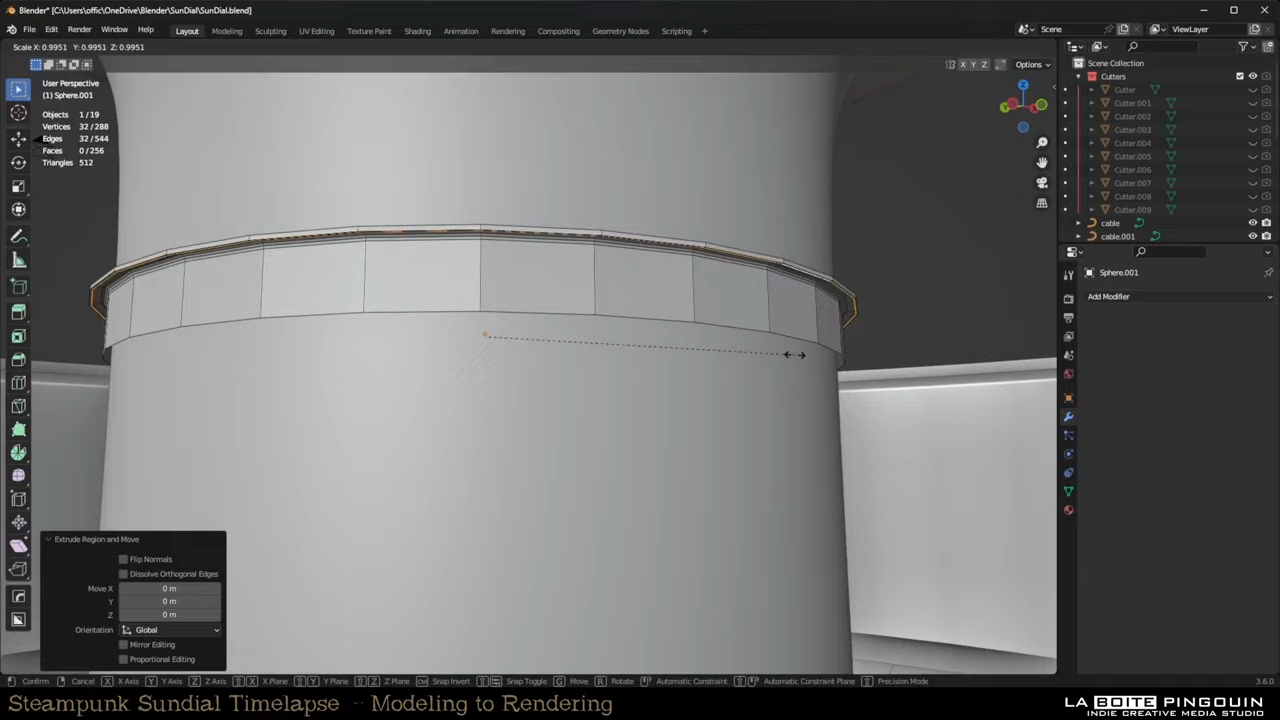 Blender* [C:\Users\offic\OneDrive\Blender\SunDial\SunDial.blend]
File Edit Render Window Help Layout Modeling Sculpting UV Editing Texture Paint Shading Animation Compositing Rendering Compositing Geometry Nodes Scripting + Scene ViewLayer
Scale X: 0.9951 Y: 0.9951 Z: 0.9951
X Y Z Options
User Perspective
(1) Sphere.001
Objects 1/19
Vertices 32/288
Edges 32/544
Faces 0/256
Triangles 512
Z
Y
Scene Collection
Cutters
Cutter
Cutter.001
Cutter.002
Cutter.003
Cutter.004
Cutter.005
Cutter.006
Cutter.007
Cutter.008
Cutter.009
cable
cable.001
Sphere.001
Add Modifier
Extrude Region and Move
Flip Normals
Dissolve Orthogonal Edges
Move X 0 m
Y 0 m
Z 0 m
Orientation Global
Mirror Editing
Proportional Editing
Confirm Cancel X X Axis Y Y Axis Z Z Axis X X Plane Y Y Plane Z Z Plane Ctrl Snap Invert Snap Toggle G Move R Rotate Automatic Constraint Automatic Constraint Plane Precision Mode 3.6.0
Steampunk Sundial Timelapse - Modeling to Rendering
LA BOITE PINGOUIN
INDIE CREATIVE MEDIA STUDIO